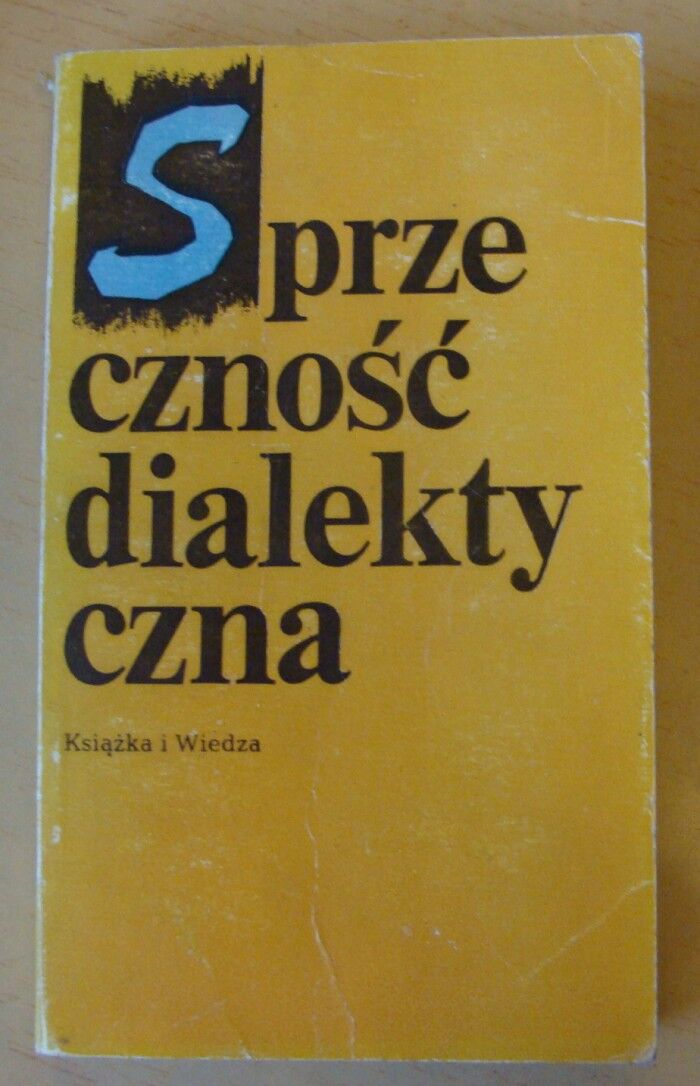 Sprze
czność
dialekty
czna
Książka i Wiedza